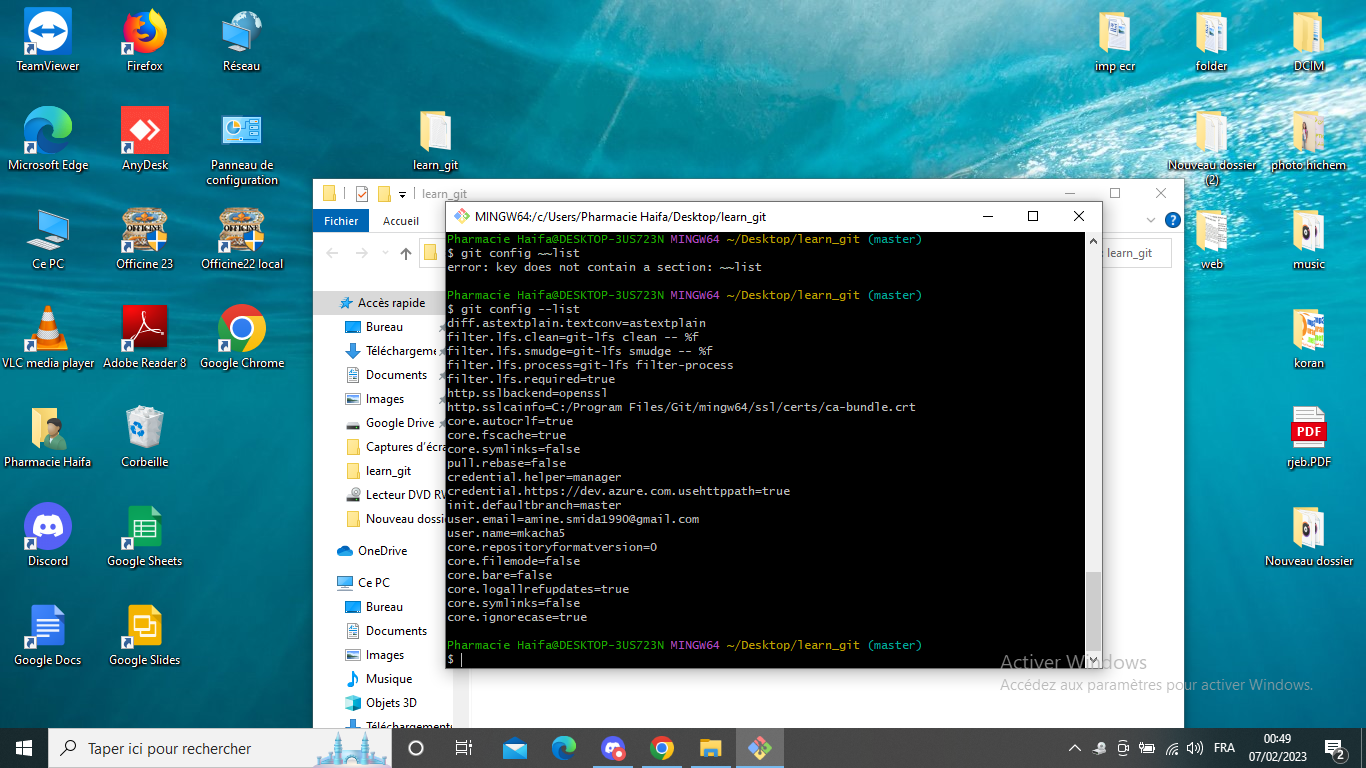 TeamViewer
Firefox
Réseau
imp ecr
folder
DCIM
Microsoft Edge
AnyDesk
Panneau de
configuration
learn_git
Nouveau dossier
(2)
photo hichem
learn_git
Fichier
Accueil
MINGW64:/c/Users/Pharmacie Haifa/Desktop/learn_git
Ce PC
OFFICINE
Officine 23
OFFICINE
Officine22 local
learn_git
web
music
Pharmacie Haifa@DESKTOP-3US723N MINGW64 ~/Desktop/learn_git (master)
$ git config ~~list
error: key does not contain a section: ~~list
Pharmacie Haifa@DESKTOP-3US723N MINGW64 ~/Desktop/learn_git (master)
$ git config --list
diff.astextplain.textconv=astextplain
filter.lfs.clean=git-lfs clean -- %f
filter.lfs.smudge=git-lfs smudge -- %f
filter.lfs.process=git-lfs filter-process
filter.lfs.required=true
http.sslbackend=openssl
http.sslcainfo=C:/Program Files/Git/mingw64/ssl/certs/ca-bundle.crt
core.autocrlf=true
core.fscache=true
core.symlinks=false
pull.rebase=false
credential.helper=manager
credential.https://dev.azure.com.usehttppath=true
init.defaultbranch=master
user.email=amine.smida1990@gmail.com
user.name=mkacha5
core.repositoryformatversion=0
core.filemode=false
core.bare=false
core.logallrefupdates=true
core.symlinks=false
core.ignorecase=true
Pharmacie Haifa@DESKTOP-3US723N MINGW64 ~/Desktop/learn_git (master)
$
Accès rapide
Bureau
Téléchargeme
Documents
Images
Google Drive
Captures d'écra
learn_git
Lecteur DVD RW
Nouveau dossi
OneDrive
Ce PC
Bureau
Documents
Images
Musique
Objets 3D
Téléchargement
VLC media player
Adobe Reader 8
Google Chrome
koran
Pharmacie Haifa
Corbeille
PDF
rjeb.PDF
Discord
Google Sheets
Nouveau dossier
Google Docs
Google Slides
Activer Windows
Accédez aux paramètres pour activer Windows.
Taper ici pour rechercher
FRA
00:49
07/02/2023
2